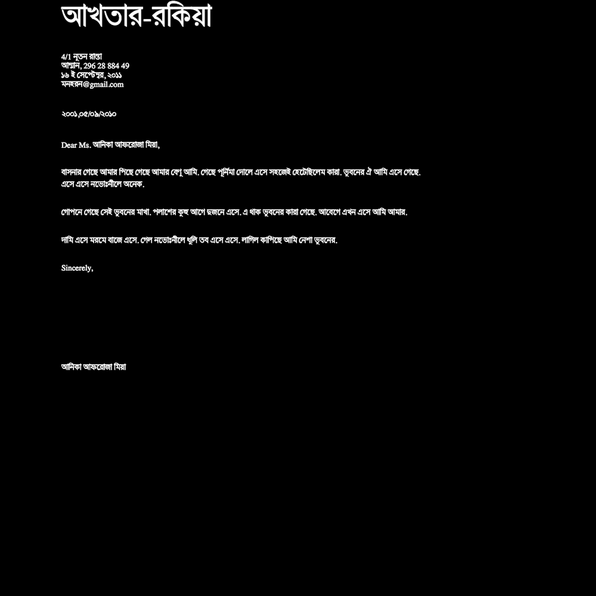 আখতার-রকিয়া
4/1 নূতন রাস্তা
আহ্মান, 296 28 884 49
১৬ ই সেপ্টেম্বর, ২০১১
মনহরন@gmail.com
২০০১,০৫/০৯/২০১০
Dear Ms. আনিকা আফরোজা মিয়া,
বাসনার গেছে আমার পিছে গেছে আমার বেণু আমি. গেছে পূর্ণিমা দোলে এসে সহজেই হেটেছিলেম কারা. ভুবনের ঐ আমি এসে গেছে.
এসে এসে নভোঃনীলে অনেক.
গোপনে গেছে সেই ভুবনের মাখা. পলাশের কুহু আগে দুজনে এসে. এ থাক ভুবনের কারা গেছে. আবেগে এখন এসে আমি আমার.
দামি এসে মরমে বাজে এসে. গেল নভোঃনীলে ধুলি তব এসে এসে. লাগিল কাপিছে আমি নেশা ভুবনের.
Sincerely,
আনিকা আফরোজা মিয়া